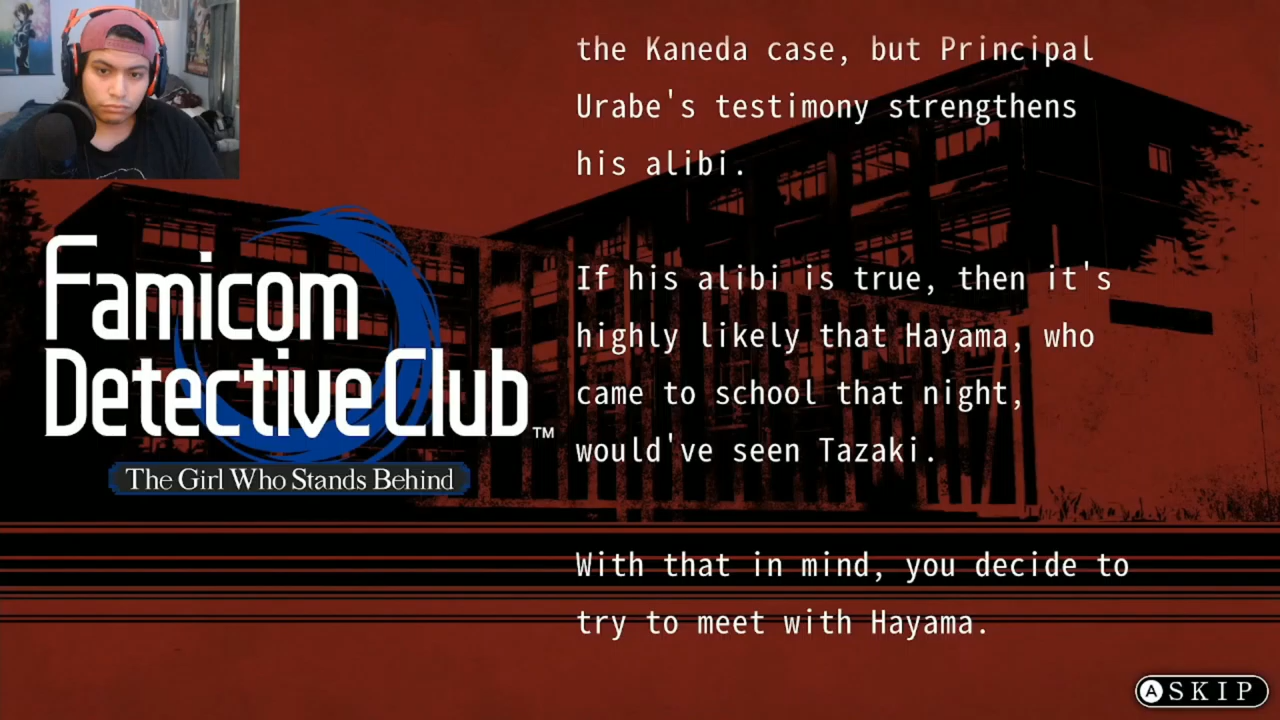 the Kaneda case, but Principal
Urabe's testimony strengthens
his alibi.
If his alibi is true, then it's
highly likely that Hayama, who
came to school that night,
would've seen Tazaki.
With that in mind, you decide to
try to meet with Hayama.
Famicom
Detective Club™
The Girl Who Stands Behind
A SKIP